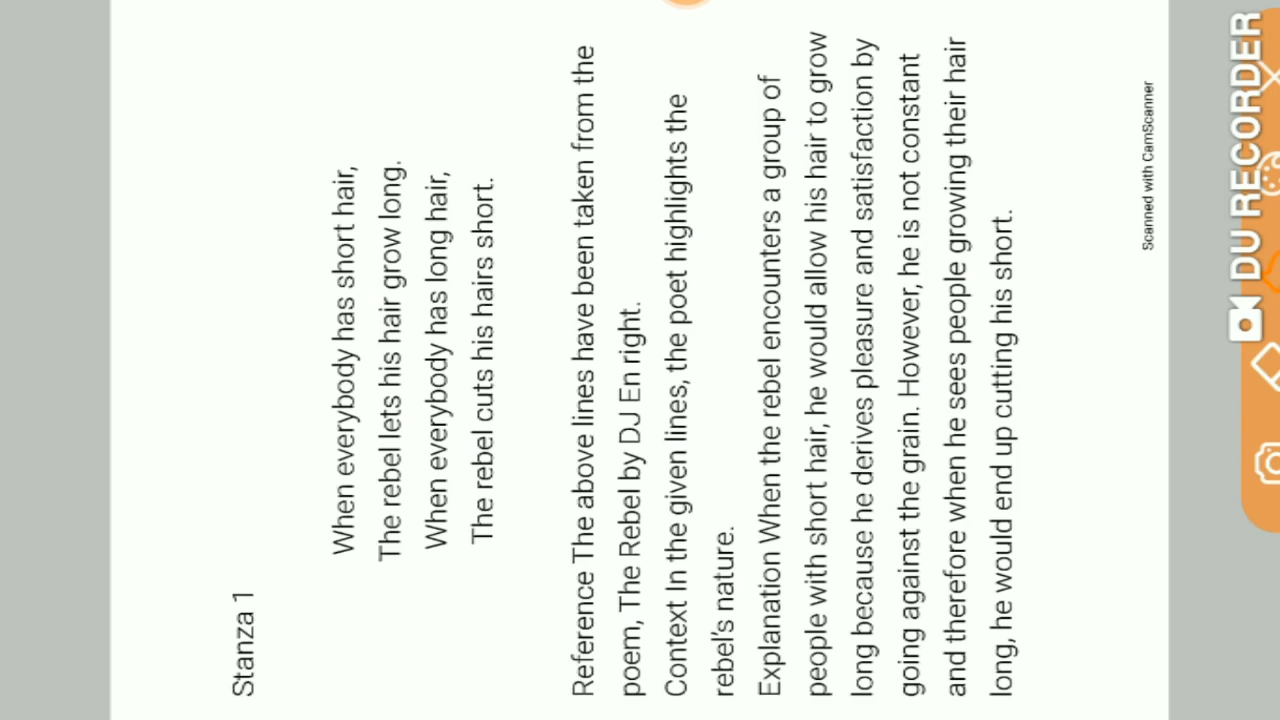 Stanza 1
When everybody has short hair,
The rebel lets his hair grow long.
When everybody has long hair,
The rebel cuts his hairs short.
Reference The above lines have been taken from the
poem, The Rebel by DJ En right.
Context In the given lines, the poet highlights the
rebel's nature.
Explanation When the rebel encounters a group of
people with short hair, he would allow his hair to grow
long because he derives pleasure and satisfaction by
going against the grain. However, he is not constant
and therefore when he sees people growing their hair
long, he would end up cutting his short.
Scanned with CamScanner
DU RECORDER